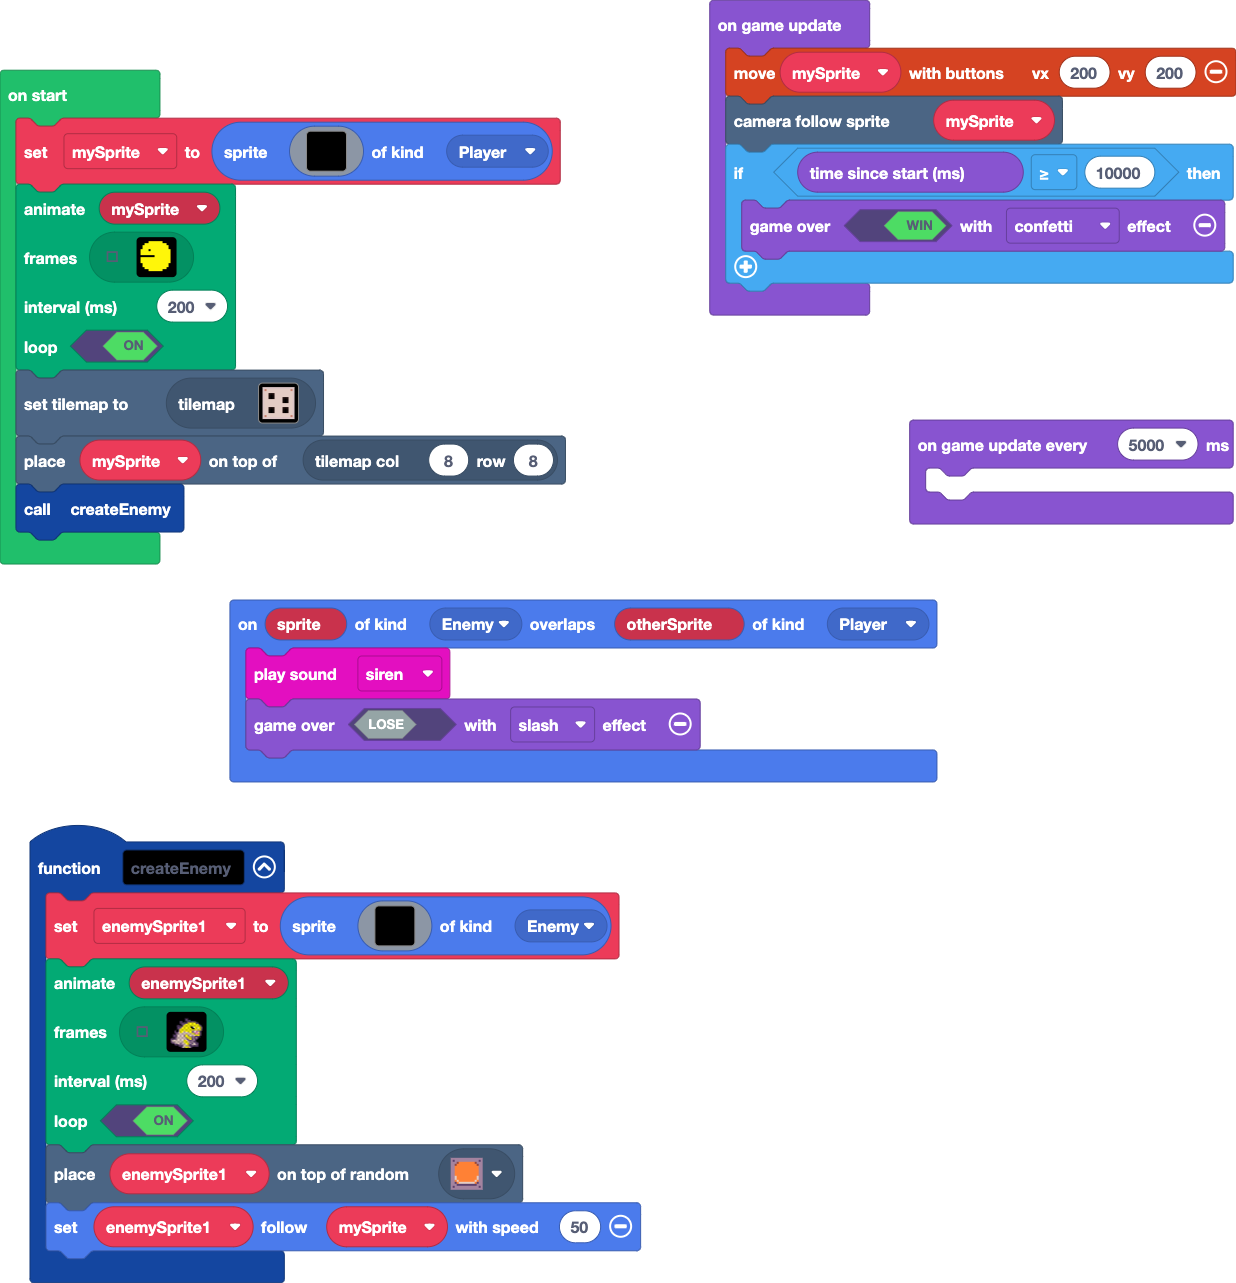 on start
set mySprite to sprite of kind Player
animate mySprite
frames
interval (ms) 200
loop ON
set tilemap to tilemap
place mySprite on top of tilemap col 8 row 8
call createEnemy
on game update
move mySprite with buttons vx 200 vy 200
camera follow sprite mySprite
if time since start (ms) ≥ 10000 then
game over WIN with confetti effect
on game update every 5000 ms
on sprite of kind Enemy overlaps otherSprite of kind Player
play sound siren
game over LOSE with slash effect
function createEnemy
set enemySprite1 to sprite of kind Enemy
animate enemySprite1
frames
interval (ms) 200
loop ON
place enemySprite1 on top of random
set enemySprite1 follow mySprite with speed 50